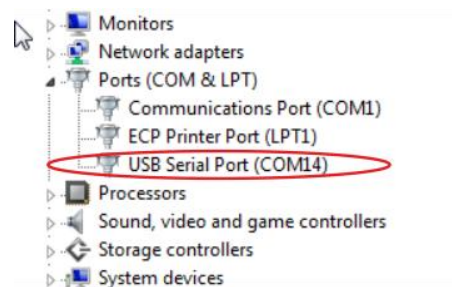 Monitors
Network adapters
Ports (COM & LPT)
Communications Port (COM1)
ECP Printer Port (LPT1)
USB Serial Port (COM14)
Processors
Sound, video and game controllers
Storage controllers
System devices